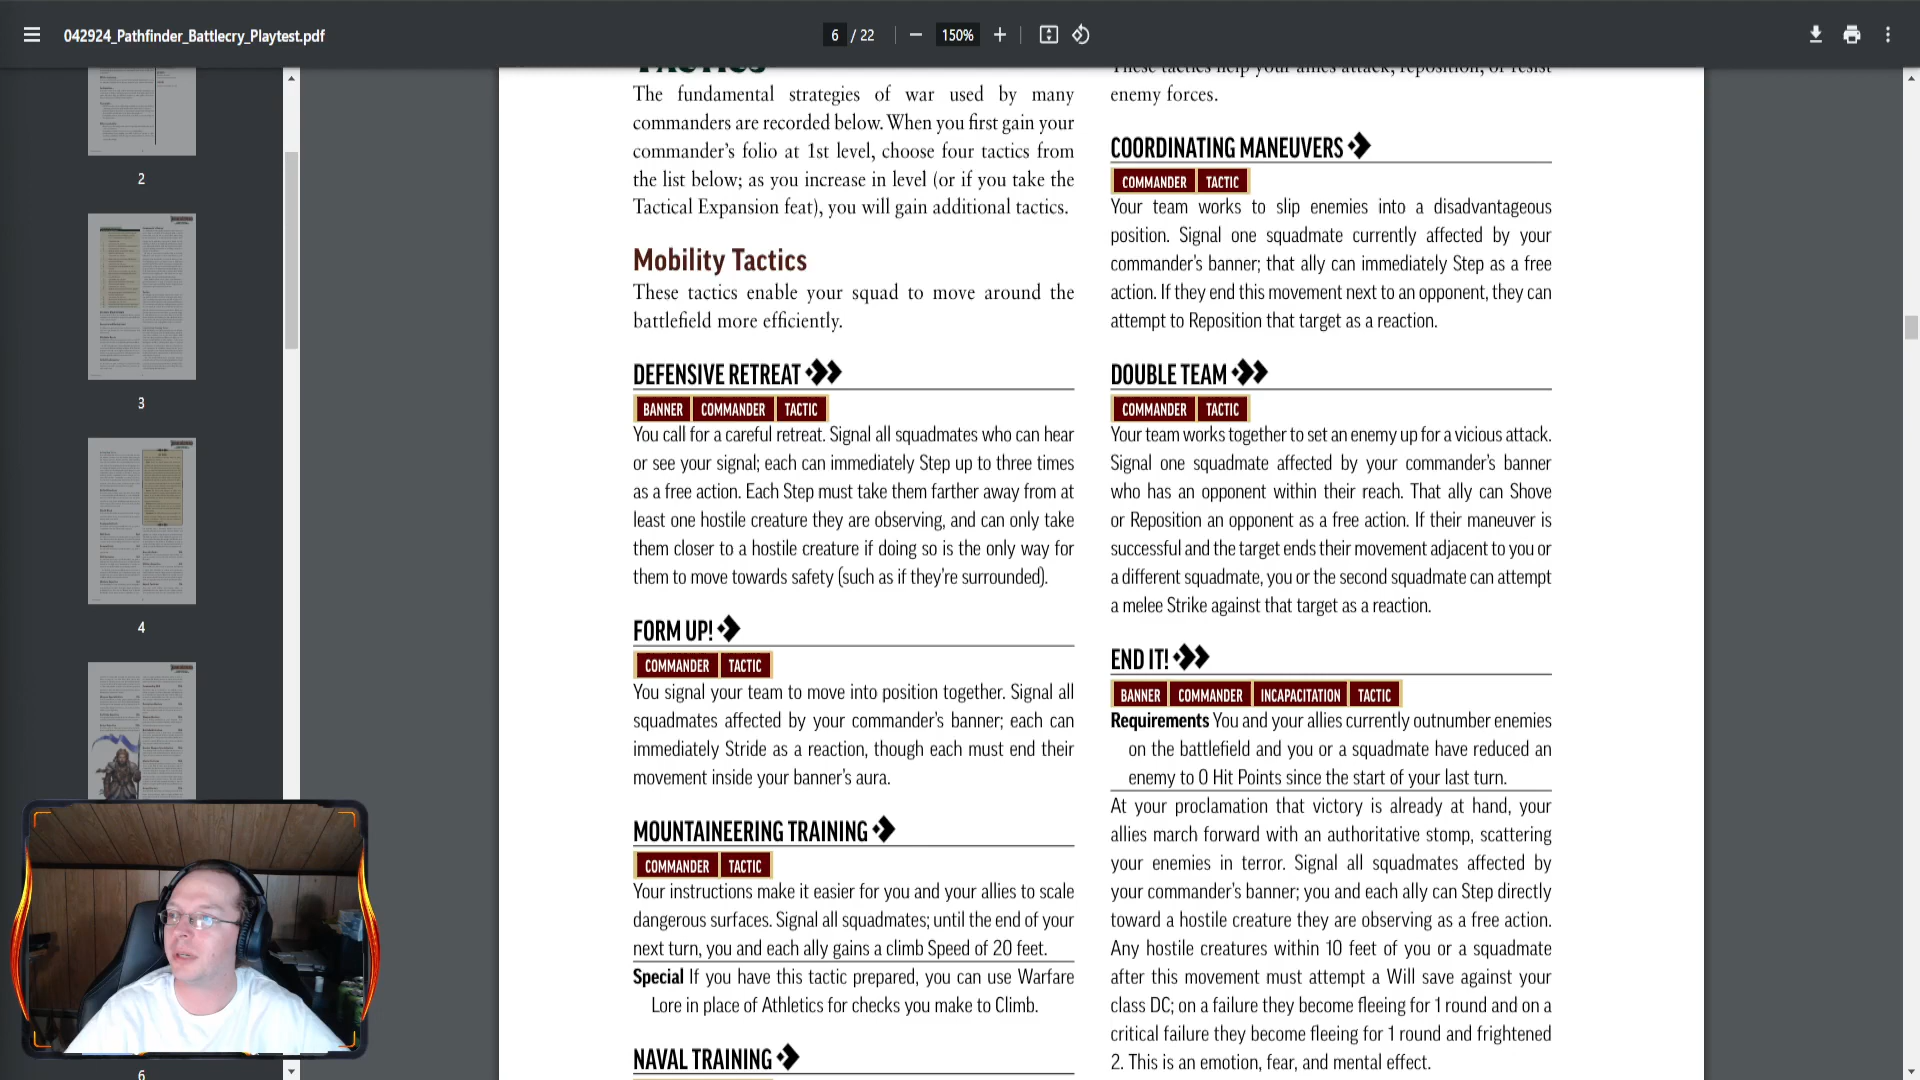 042924_Pathfinder_Battlecry_Playtest.pdf
6 / 22
150%
2
3
4
6
TACTICS
The fundamental strategies of war used by many
commanders are recorded below. When you first gain your
commander's folio at 1st level, choose four tactics from
the list below; as you increase in level (or if you take the
Tactical Expansion feat), you will gain additional tactics.
Mobility Tactics
These tactics enable your squad to move around the
battlefield more efficiently.
DEFENSIVE RETREAT
BANNER COMMANDER TACTIC
You call for a careful retreat. Signal all squadmates who can hear
or see your signal; each can immediately Step up to three times
as a free action. Each Step must take them farther away from at
least one hostile creature they are observing, and can only take
them closer to a hostile creature if doing so is the only way for
them to move towards safety (such as if they're surrounded).
FORM UP!
COMMANDER TACTIC
You signal your team to move into position together. Signal all
squadmates affected by your commander's banner; each can
immediately Stride as a reaction, though each must end their
movement inside your banner's aura.
MOUNTAINEERING TRAINING
COMMANDER TACTIC
Your instructions make it easier for you and your allies to scale
dangerous surfaces. Signal all squadmates; until the end of your
next turn, you and each ally gains a climb Speed of 20 feet.
Special If you have this tactic prepared, you can use Warfare
Lore in place of Athletics for checks you make to Climb.
NAVAL TRAINING
These tactics help your allies attack, reposition, or resist
enemy forces.
COORDINATING MANEUVERS
COMMANDER TACTIC
Your team works to slip enemies into a disadvantageous
position. Signal one squadmate currently affected by your
commander's banner; that ally can immediately Step as a free
action. If they end this movement next to an opponent, they can
attempt to Reposition that target as a reaction.
DOUBLE TEAM
COMMANDER TACTIC
Your team works together to set an enemy up for a vicious attack.
Signal one squadmate affected by your commander's banner
who has an opponent within their reach. That ally can Shove
or Reposition an opponent as a free action. If their maneuver is
successful and the target ends their movement adjacent to you or
a different squadmate, you or the second squadmate can attempt
a melee Strike against that target as a reaction.
END IT!
BANNER COMMANDER INCAPACITATION TACTIC
Requirements You and your allies currently outnumber enemies
on the battlefield and you or a squadmate have reduced an
enemy to 0 Hit Points since the start of your last turn.
At your proclamation that victory is already at hand, your
allies march forward with an authoritative stomp, scattering
your enemies in terror. Signal all squadmates affected by
your commander's banner; you and each ally can Step directly
toward a hostile creature they are observing as a free action.
Any hostile creatures within 10 feet of you or a squadmate
after this movement must attempt a Will save against your
class DC; on a failure they become fleeing for 1 round and on a
critical failure they become fleeing for 1 round and frightened
2. This is an emotion, fear, and mental effect.